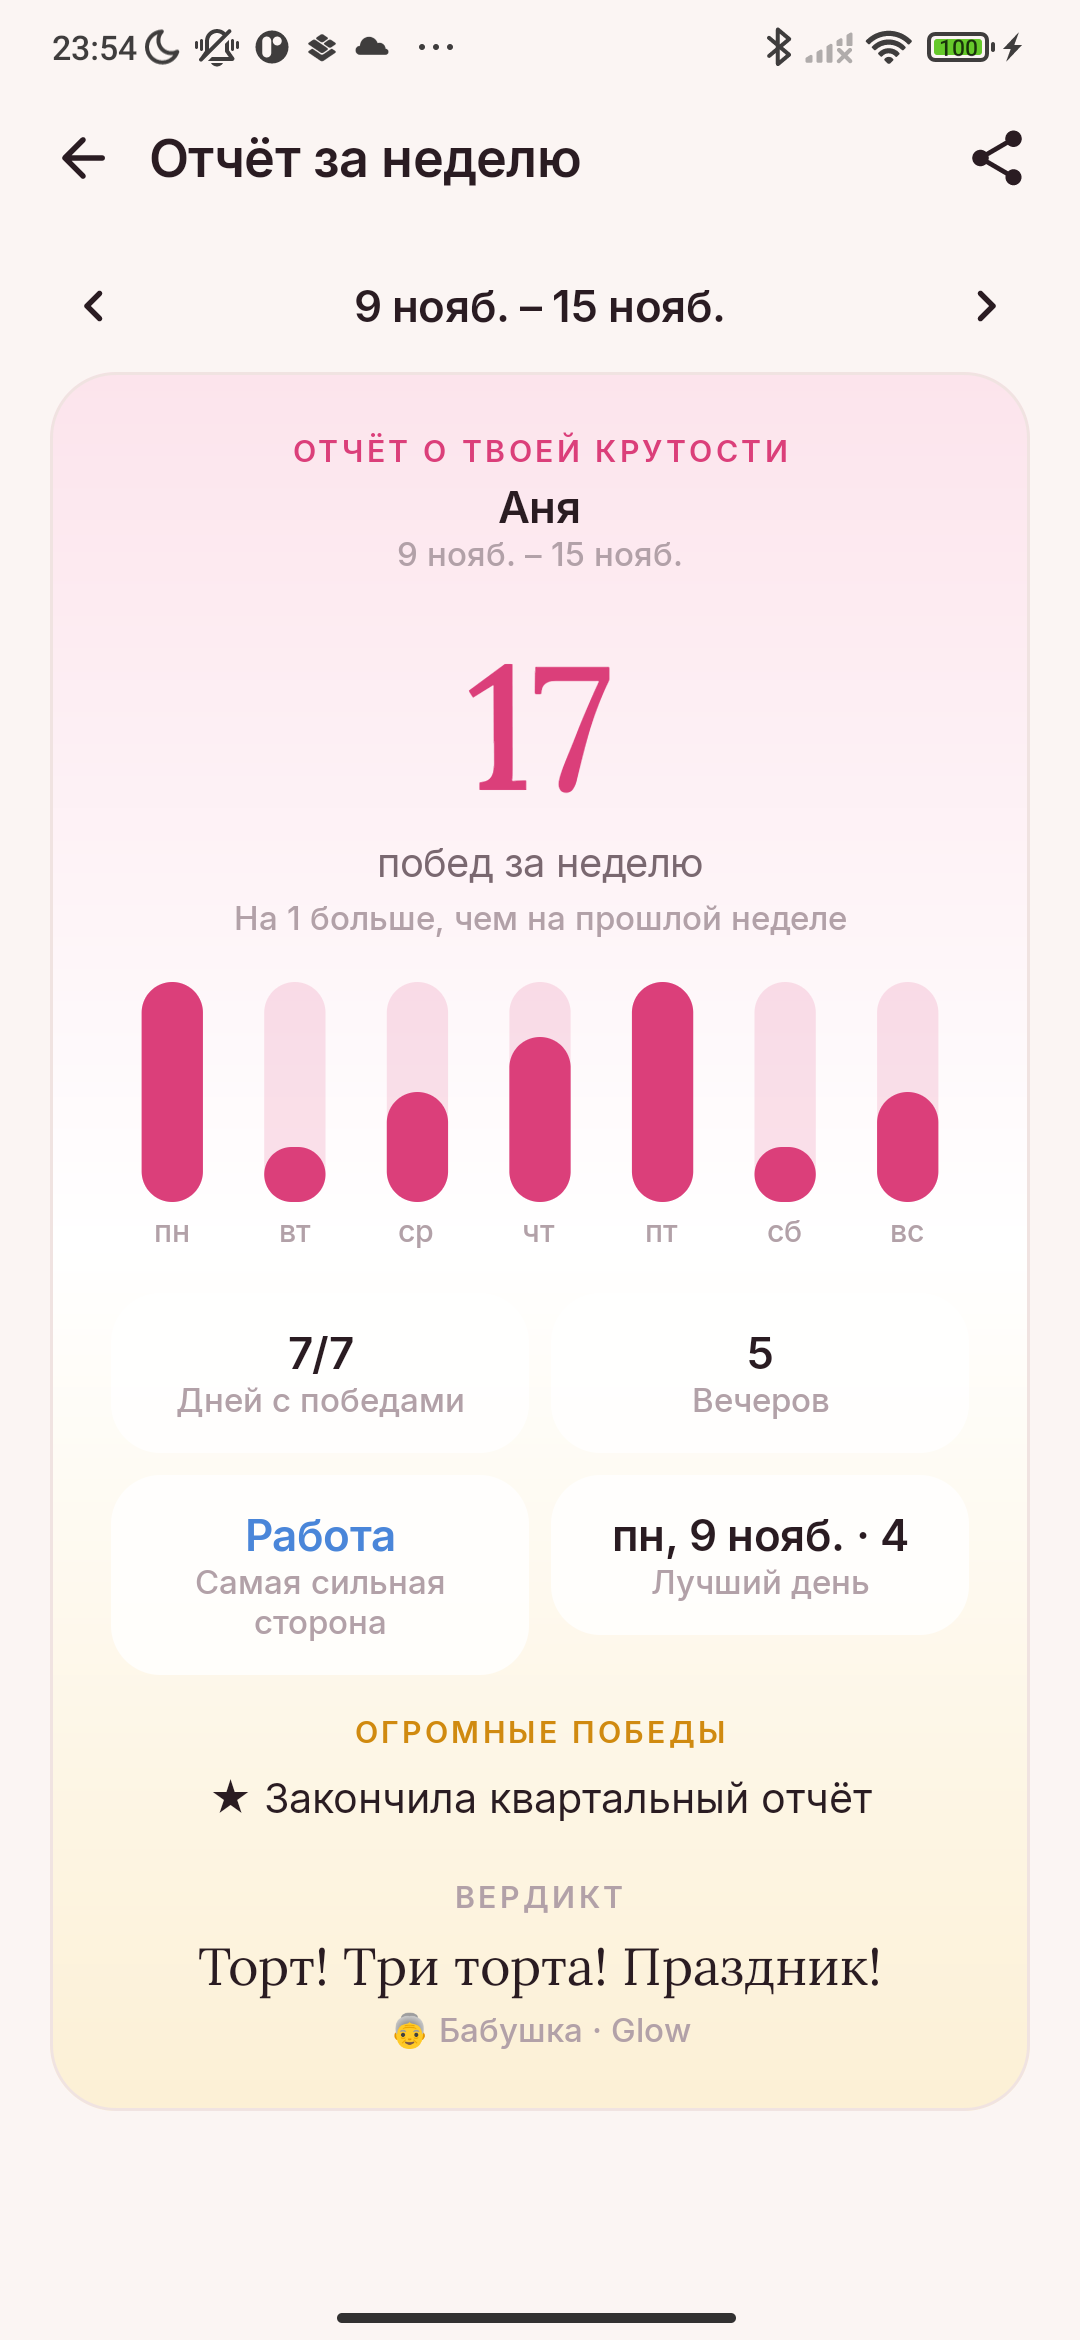 23:54
100
Отчёт за неделю
9 нояб. – 15 нояб.
ОТЧЁТ О ТВОЕЙ КРУТОСТИ
Аня
9 нояб. – 15 нояб.
17
побед за неделю
На 1 больше, чем на прошлой неделе
пн вт ср чт пт сб вс
7/7
Дней с победами
5
Вечеров
Работа
Самая сильная
сторона
пн, 9 нояб. · 4
Лучший день
ОГРОМНЫЕ ПОБЕДЫ
★ Закончила квартальный отчёт
ВЕРДИКТ
Торт! Три торта! Праздник!
👵 Бабушка · Glow